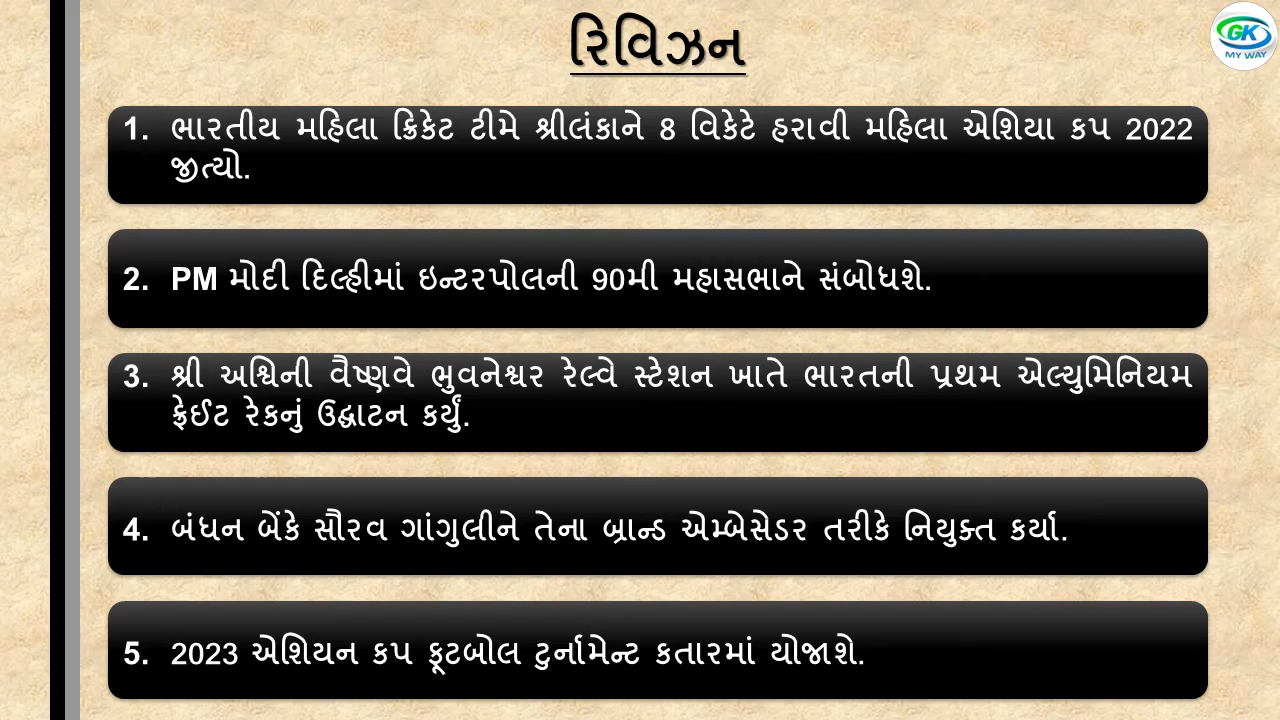 રિવિઝન
GK
MY WAY
1. ભારતીય મહિલા ક્રિકેટ ટીમે શ્રીલંકાને 8 વિકેટે હરાવી મહિલા એશિયા કપ 2022
જીત્યો.
2. PM મોદી દિલ્હીમાં ઇન્ટરપોલની 90મી મહાસભાને સંબોધશે.
3. શ્રી અશ્વિની વૈષ્ણવે ભુવનેશ્વર રેલ્વે સ્ટેશન ખાતે ભારતની પ્રથમ એલ્યુમિનિયમ
ફ્રેઈટ રેકનું ઉદ્ઘાટન કર્યું.
4. બંધન બેંકે સૌરવ ગાંગુલીને તેના બ્રાન્ડ એમ્બેસેડર તરીકે નિયુક્ત કર્યા.
5. 2023 એશિયન કપ ફૂટબોલ ટુર્નામેન્ટ કતારમાં યોજાશે.